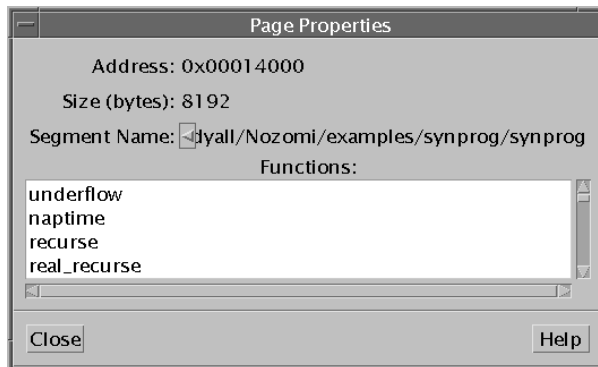 Page Properties
Address: 0x00014000
Size (bytes): 8192
Segment Name: dyall/Nozomi/examples/synprog/synprog
Functions:
underflow
naptime
recurse
real_recurse
Close Help